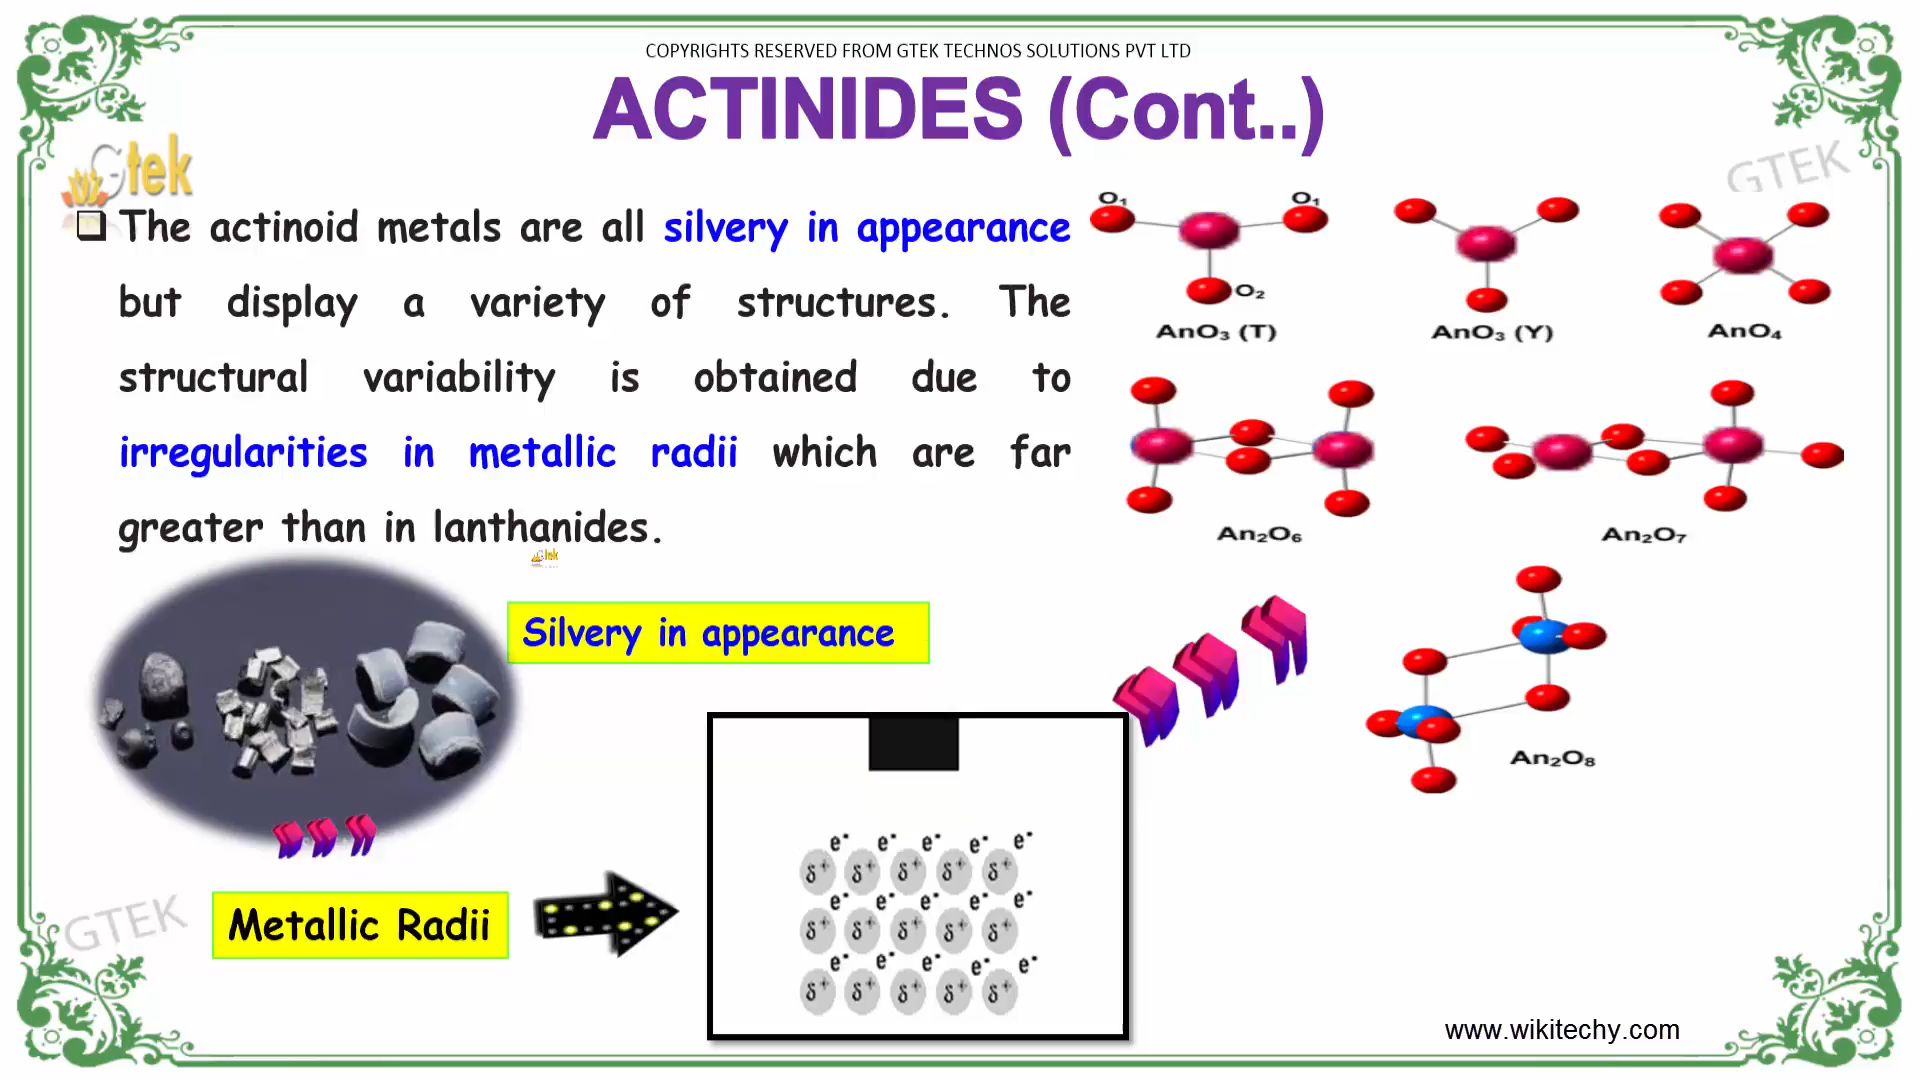 COPYRIGHTS RESERVED FROM GTEK TECHNOS SOLUTIONS PVT LTD
ACTINIDES (Cont..)
Gtek
GTEK
The actinoid metals are all silvery in appearance
but display a variety of structures. The
structural variability is obtained due to
irregularities in metallic radii which are far
greater than in lanthanides.
O₁ O₁
O₂
AnO₃ (T) AnO₃ (Y) AnO₄
An₂O₆ An₂O₇
Gtek
Silvery in appearance
An₂O₈
e⁻ e⁻ e⁻ e⁻ e⁻
δ⁺ δ⁺ δ⁺ δ⁺ δ⁺
e⁻ e⁻ e⁻ e⁻ e⁻
δ⁺ δ⁺ δ⁺ δ⁺ δ⁺
e⁻ e⁻ e⁻ e⁻ e⁻
δ⁺ δ⁺ δ⁺ δ⁺ δ⁺
GTEK
Metallic Radii
www.wikitechy.com